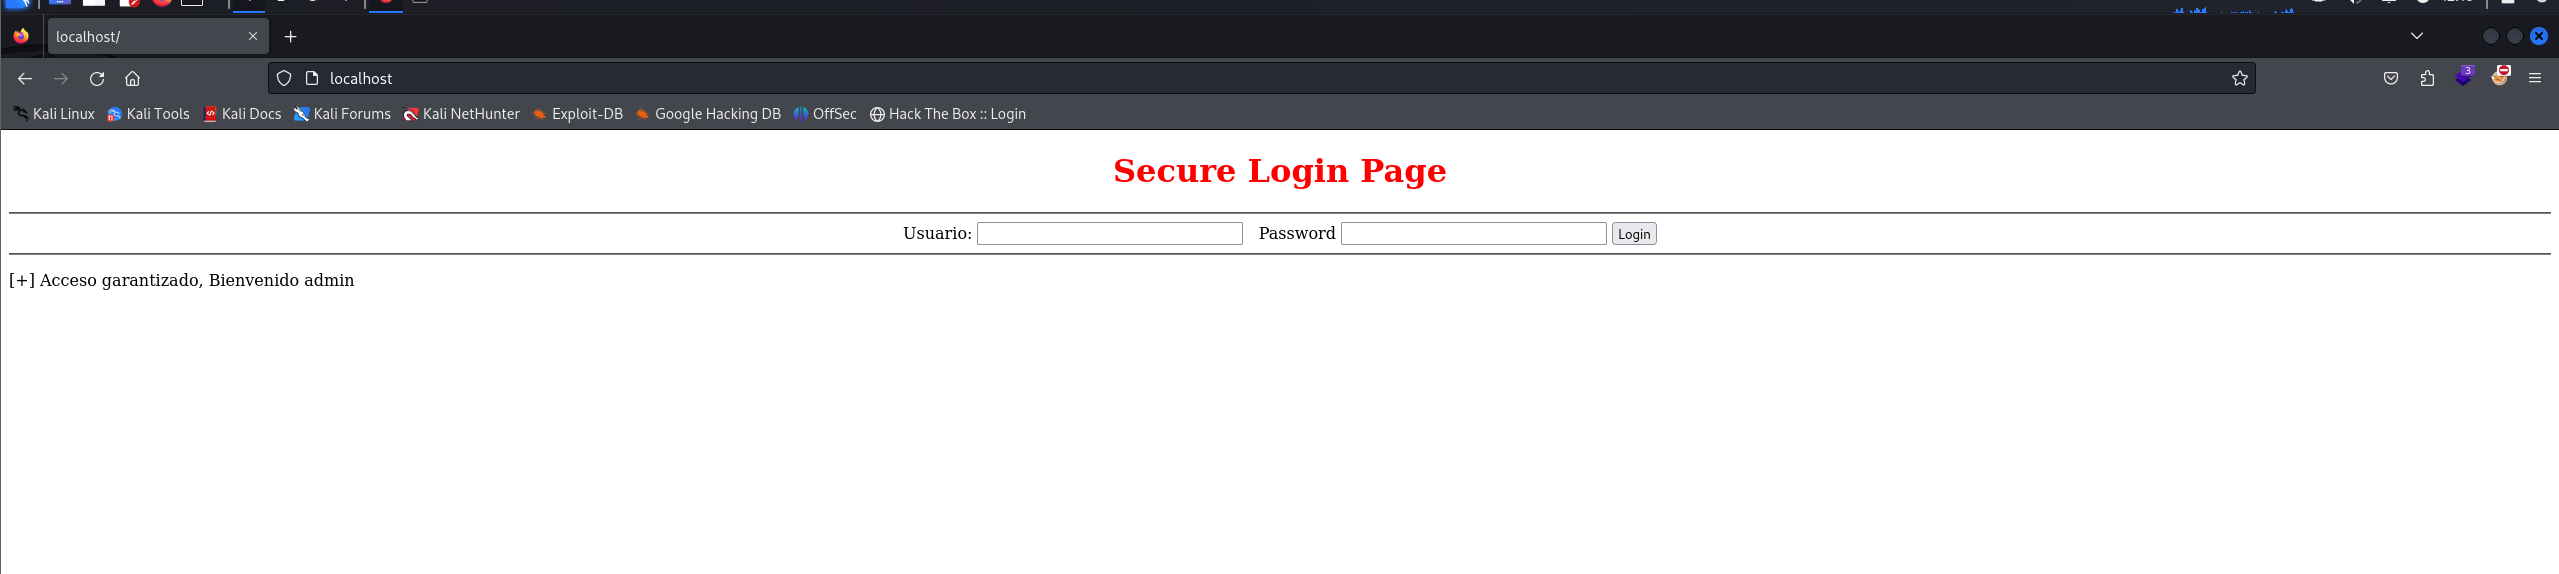 localhost/
localhost
3
Kali Linux Kali Tools Kali Docs Kali Forums Kali NetHunter Exploit-DB Google Hacking DB OffSec Hack The Box :: Login
Secure Login Page
Usuario: Password Login
[+] Acceso garantizado, Bienvenido admin